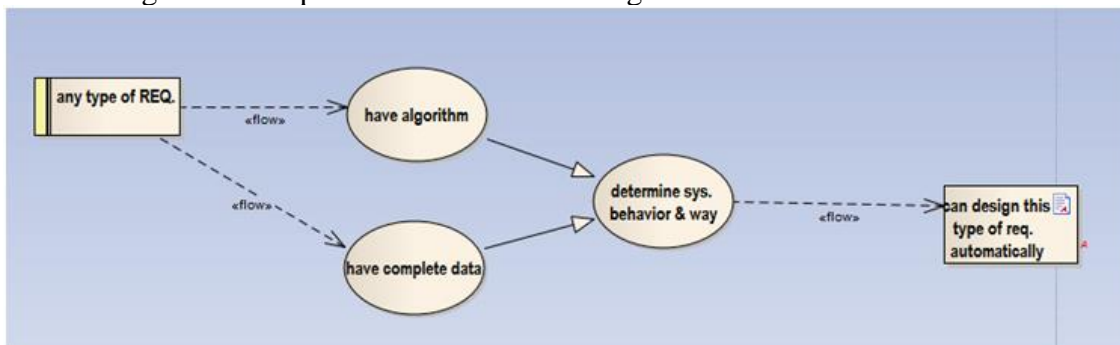 any type of REQ.
«flow»
have algorithm
«flow»
have complete data
determine sys.
behavior & way
«flow»
can design this
type of req.
automatically
A